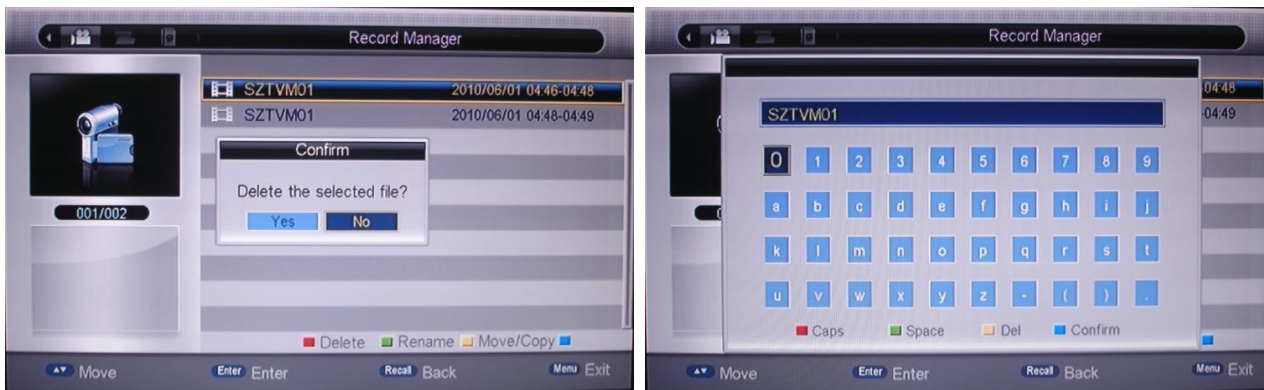 Record Manager
SZTVM01 2010/06/01 04:46-04:48
SZTVM01 2010/06/01 04:48-04:49
Confirm
Delete the selected file?
Yes No
001/002
Delete Rename Move/Copy
Move Enter Enter Recall Back Menu Exit
Record Manager
04:48
04:49
SZTVM01
0 1 2 3 4 5 6 7 8 9
a b c d e f g h i j
k l m n o p q r s t
u v w x y z - ( ) .
Caps Space Del Confirm
Move Enter Enter Recall Back Menu Exit